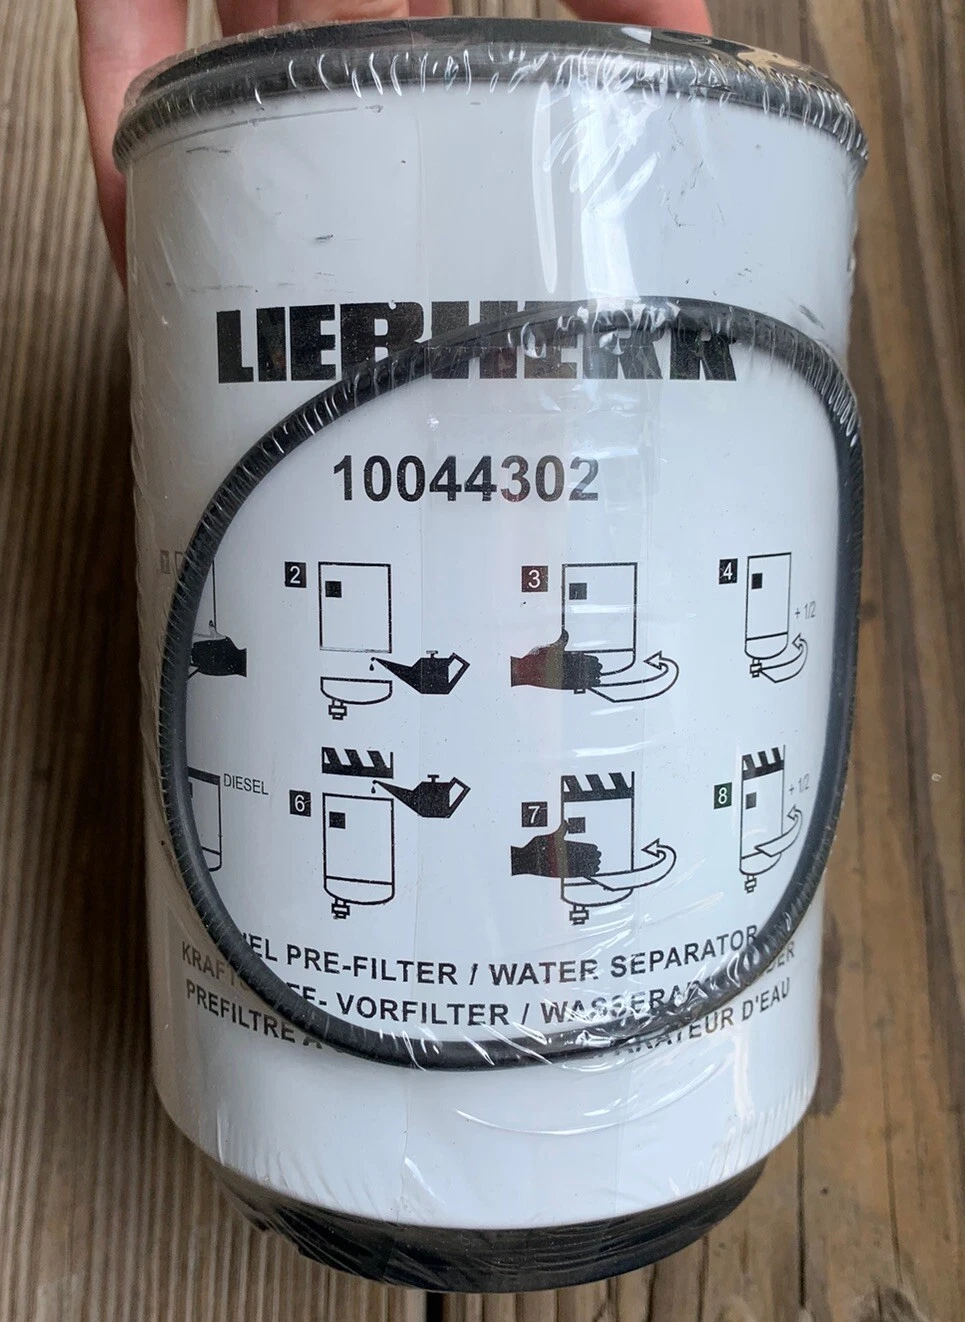 LIEBHERR
10044302
2 3 4
+ 1/2
DIESEL
6 7 8
+ 1/2
PRE-FILTER / WATER SEPARATOR
VORFILTER /
PREFILTRE D'EAU